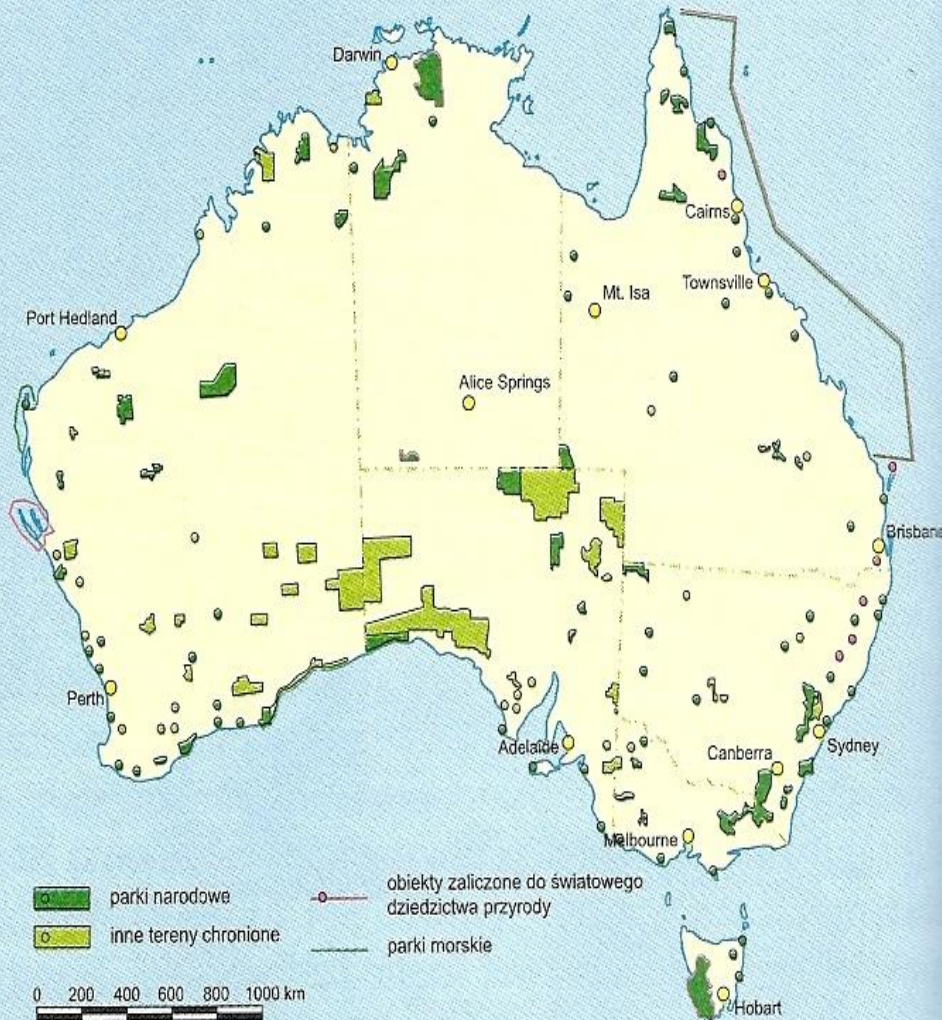 Darwin
Cairns
Townsville
Mt. Isa
Port Hedland
Alice Springs
Brisbane
Perth
Adelaide
Sydney
Canberra
Melbourne
Hobart
parki narodowe
inne tereny chronione
obiekty zaliczone do światowego
dziedzictwa przyrody
parki morskie
0 200 400 600 800 1000 km